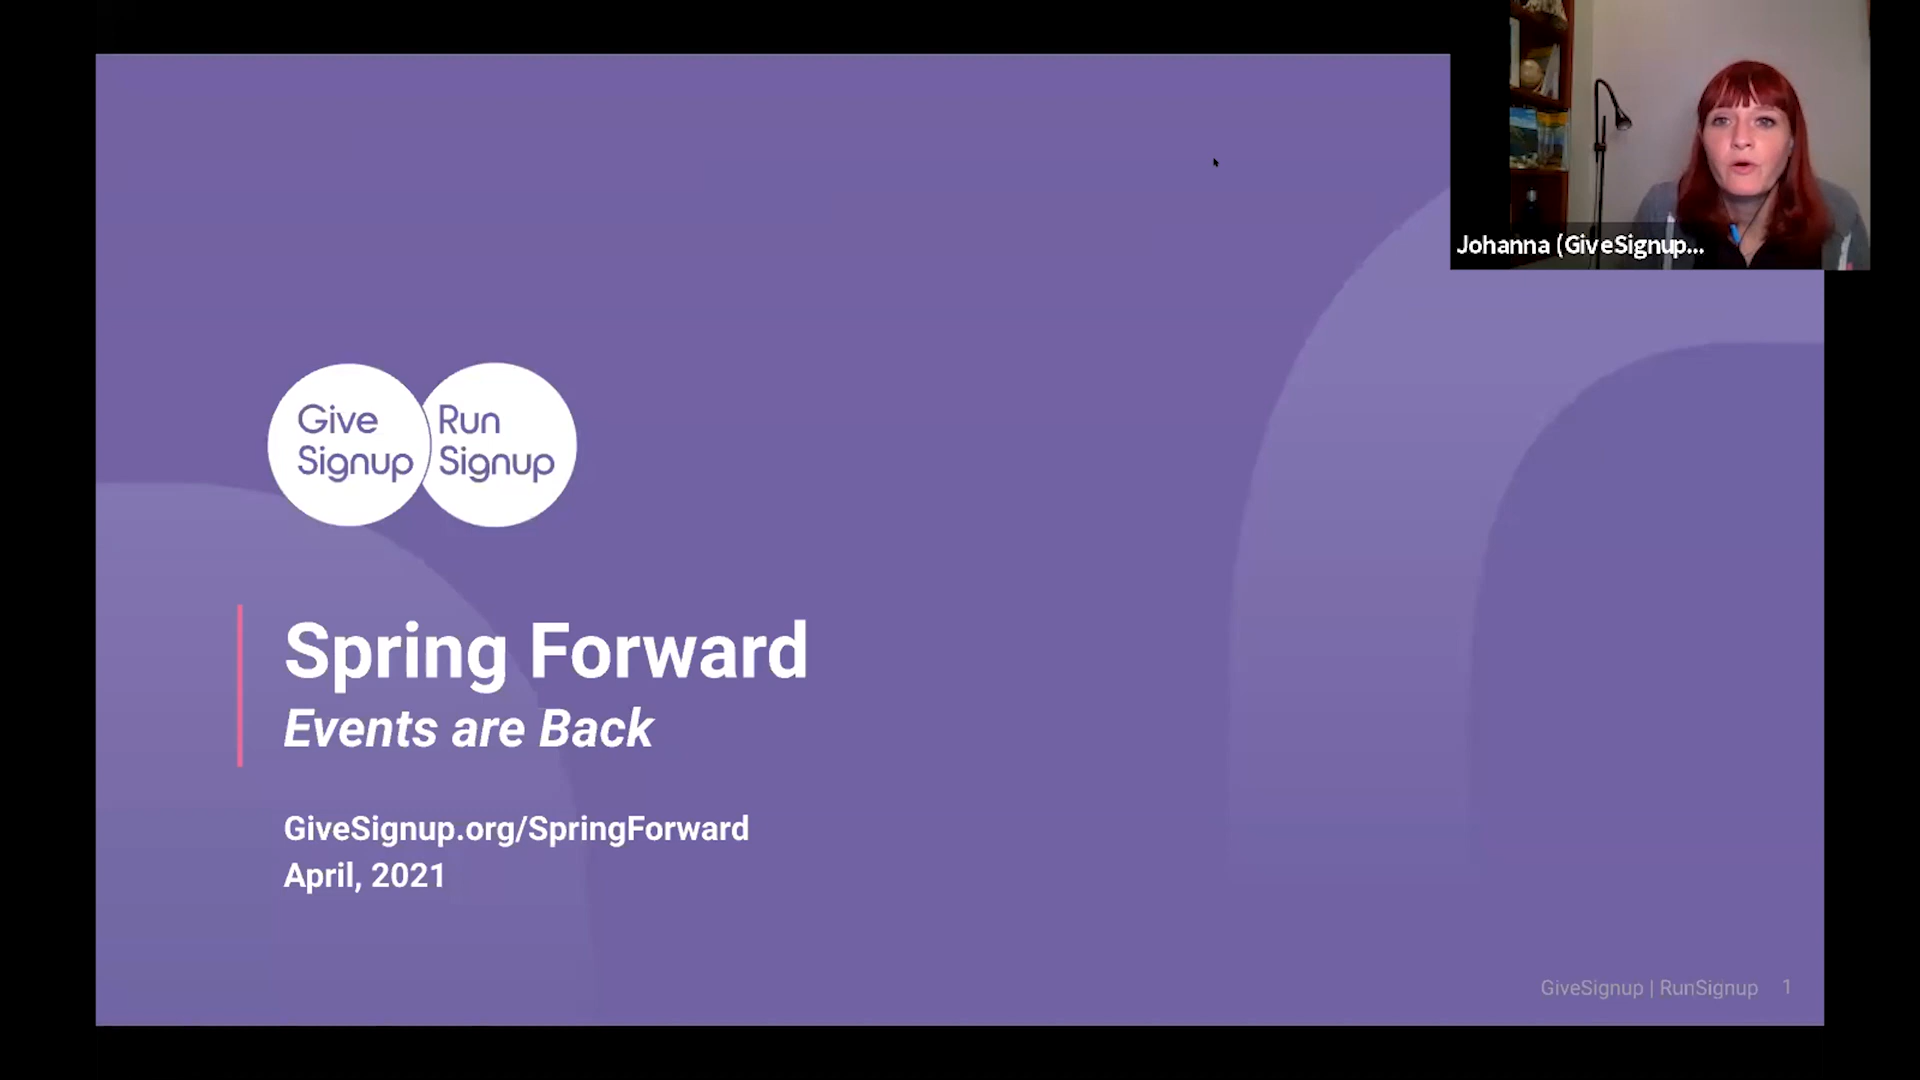 Johanna (GiveSignup...
Give
Signup
Run
Signup
Spring Forward
Events are Back
GiveSignup.org/SpringForward
April, 2021
GiveSignup | RunSignup 1